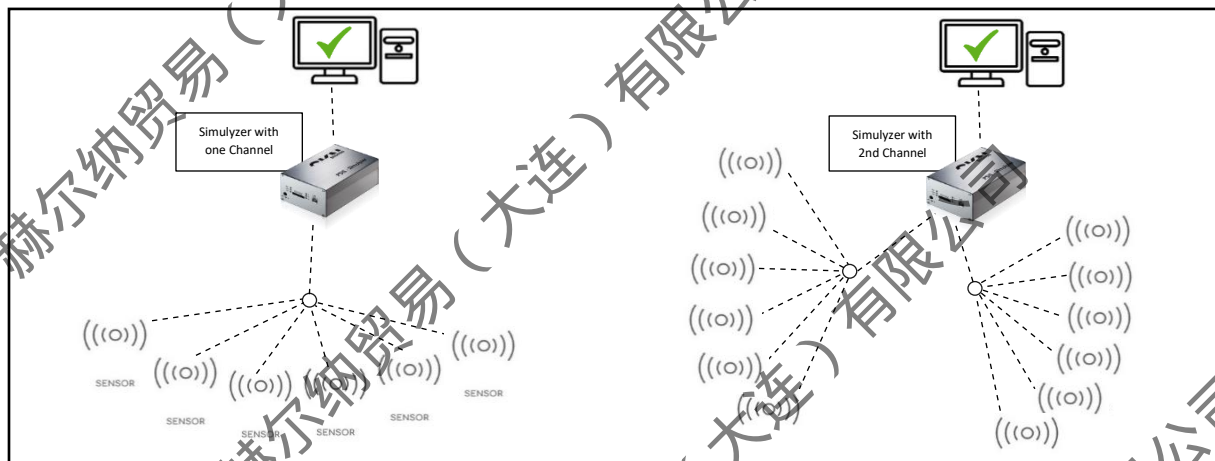 Simulyzer with
one Channel
Simulyzer with
2nd Channel
SENSOR
SENSOR
SENSOR
SENSOR
SENSOR
SENSOR
赫尔纳贸易（
赫尔纳贸易（大连）有限公
（大连）有限公司
公司